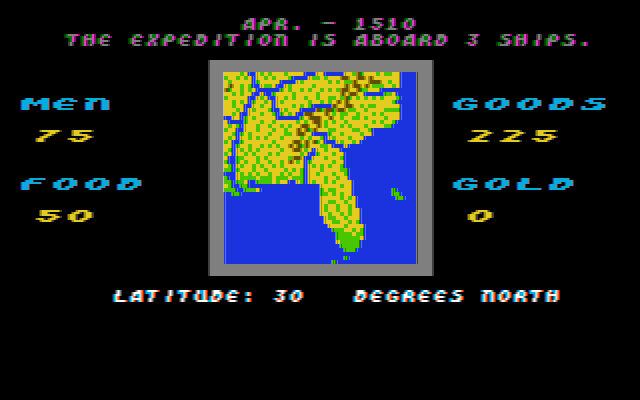 APR. - 1510
THE EXPEDITION IS ABOARD 3 SHIPS.
MEN
75
FOOD
50
GOODS
225
GOLD
0
LATITUDE: 30 DEGREES NORTH